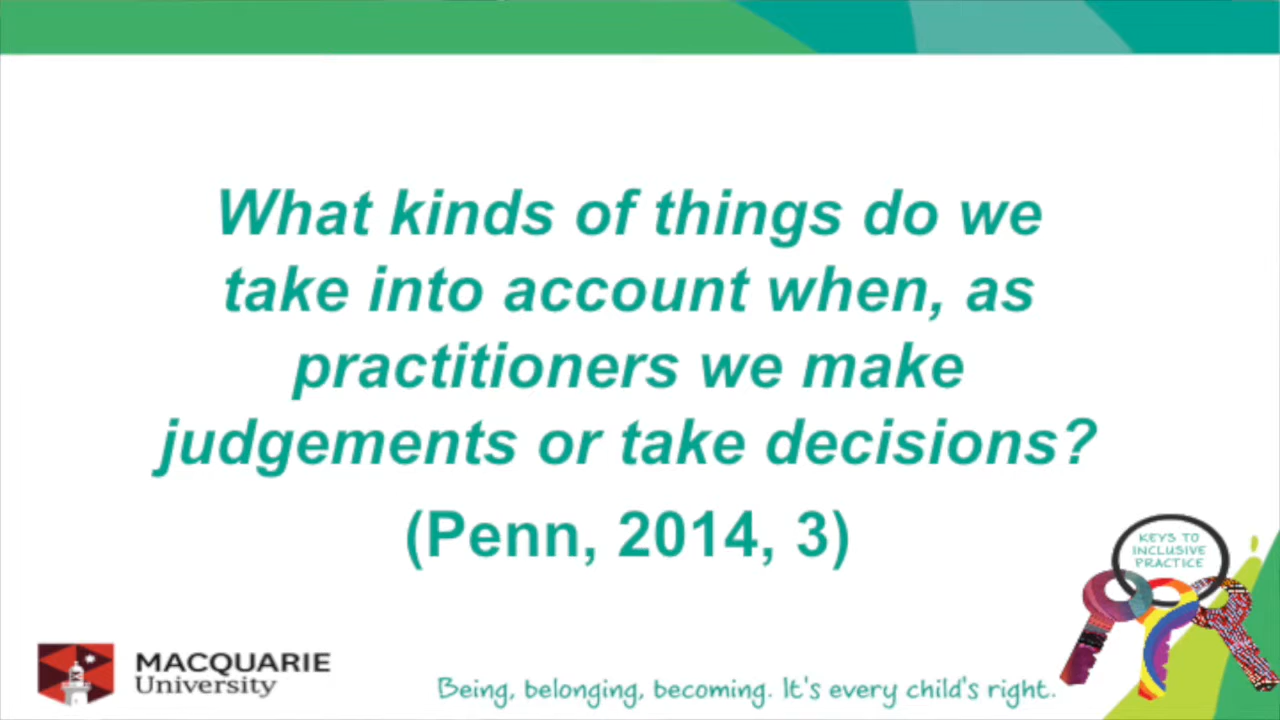 What kinds of things do we
take into account when, as
practitioners we make
judgements or take decisions?
(Penn, 2014, 3)
KEYS TO
INCLUSIVE
PRACTICE
MACQUARIE
University
Being, belonging, becoming. It's every child's right.